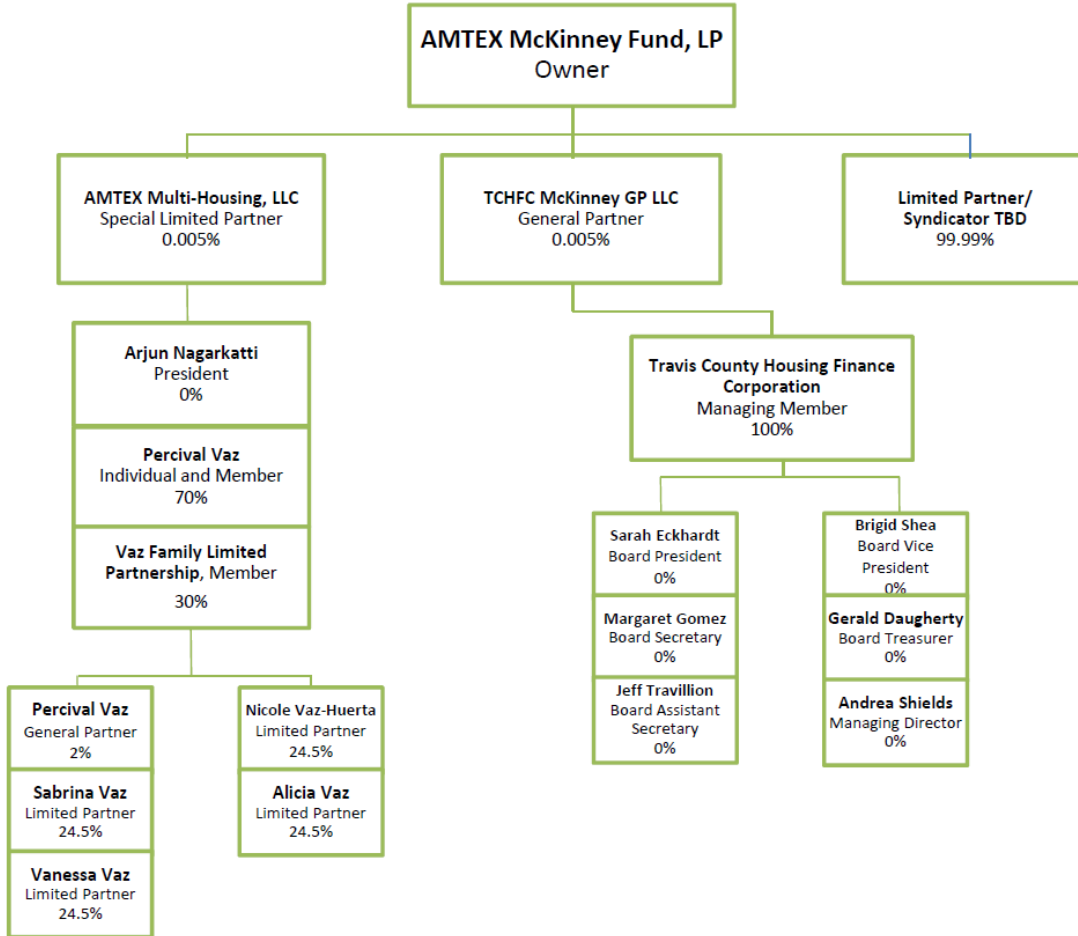 AMTEX McKinney Fund, LP
Owner
AMTEX Multi-Housing, LLC
Special Limited Partner
0.005%
TCHFC McKinney GP LLC
General Partner
0.005%
Limited Partner/
Syndicator TBD
99.99%
Arjun Nagarkatti
President
0%
Percival Vaz
Individual and Member
70%
Vaz Family Limited
Partnership, Member
30%
Travis County Housing Finance
Corporation
Managing Member
100%
Sarah Eckhardt
Board President
0%
Margaret Gomez
Board Secretary
0%
Jeff Travillion
Board Assistant
Secretary
0%
Brigid Shea
Board Vice
President
0%
Gerald Daugherty
Board Treasurer
0%
Andrea Shields
Managing Director
0%
Percival Vaz
General Partner
2%
Sabrina Vaz
Limited Partner
24.5%
Vanessa Vaz
Limited Partner
24.5%
Nicole Vaz-Huerta
Limited Partner
24.5%
Alicia Vaz
Limited Partner
24.5%